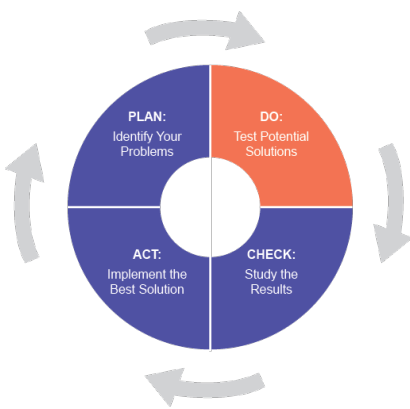 PLAN:
Identify Your
Problems
DO:
Test Potential
Solutions
CHECK:
Study the
Results
ACT:
Implement the
Best Solution